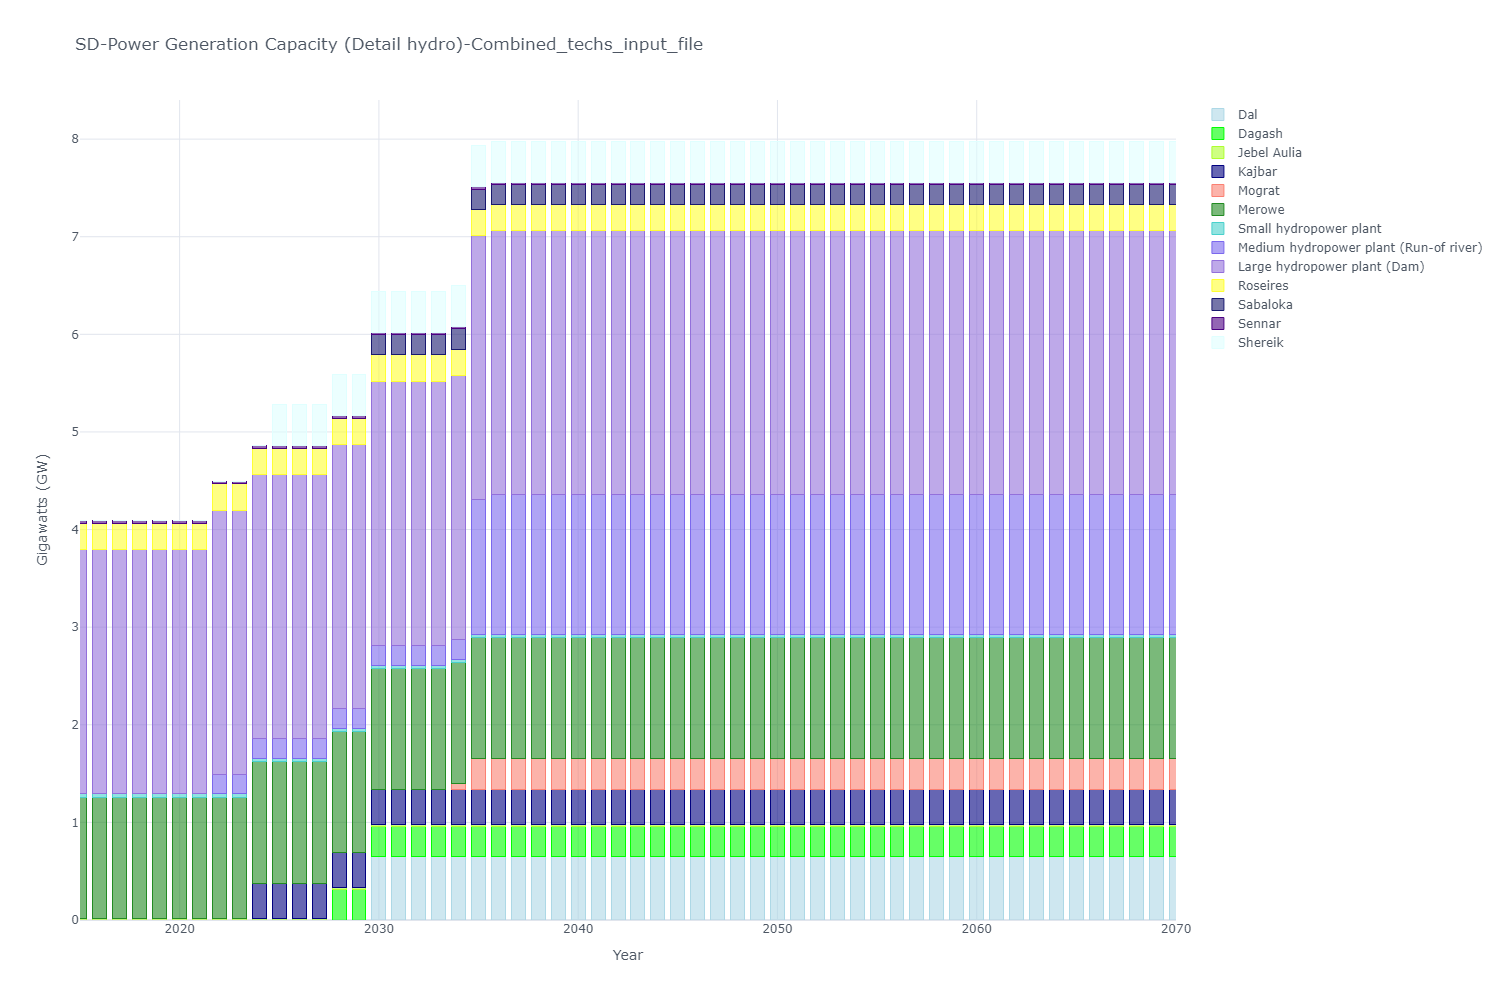 SD-Power Generation Capacity (Detail hydro)-Combined_techs_input_file
Gigawatts (GW)
8
7
6
5
4
3
2
1
0
2020
2030
2040
2050
2060
2070
Year
Dal
Dagash
Jebel Aulia
Kajbar
Mograt
Merowe
Small hydropower plant
Medium hydropower plant (Run-of river)
Large hydropower plant (Dam)
Roseires
Sabaloka
Sennar
Shereik